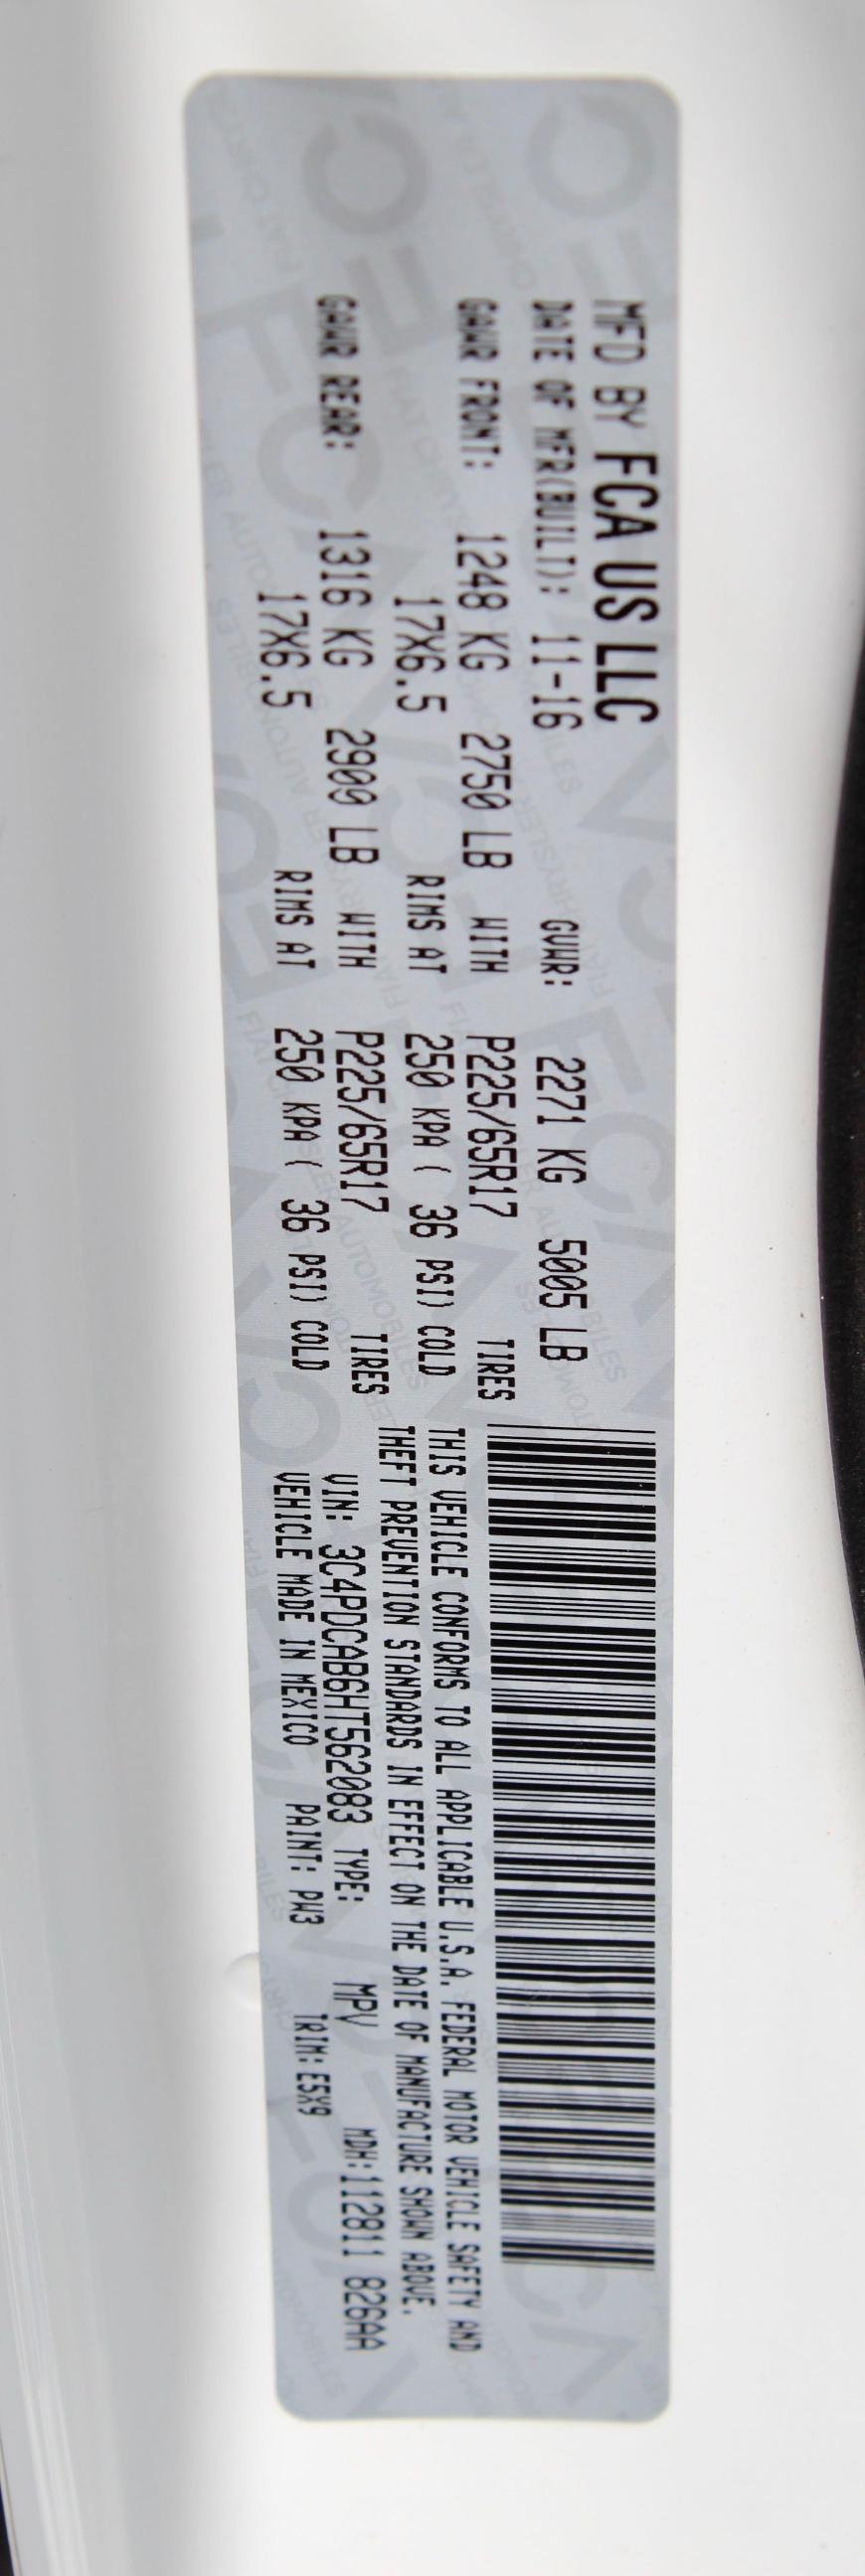 MFD BY FCA US LLC
DATE OF MFR(BUILT): 11-16 GVWR: 2271 KG 5005 LB
GAWR FRONT: 1248 KG 2750 LB WITH P225/65R17 TIRES
17X6.5 RIMS AT 250 KPA ( 36 PSI) COLD
GAWR REAR: 1316 KG 2900 LB WITH P225/65R17 TIRES
17X6.5 RIMS AT 250 KPA ( 36 PSI) COLD
THIS VEHICLE CONFORMS TO ALL APPLICABLE U.S.A. FEDERAL MOTOR VEHICLE SAFETY AND
THEFT PREVENTION STANDARDS IN EFFECT ON THE DATE OF MANUFACTURE SHOWN ABOVE.
VIN: 3C4PDCAB6HT562083 TYPE: MPV MDH:112811 826AA
VEHICLE MADE IN MEXICO PAINT: PW3 TRIM: E5X9